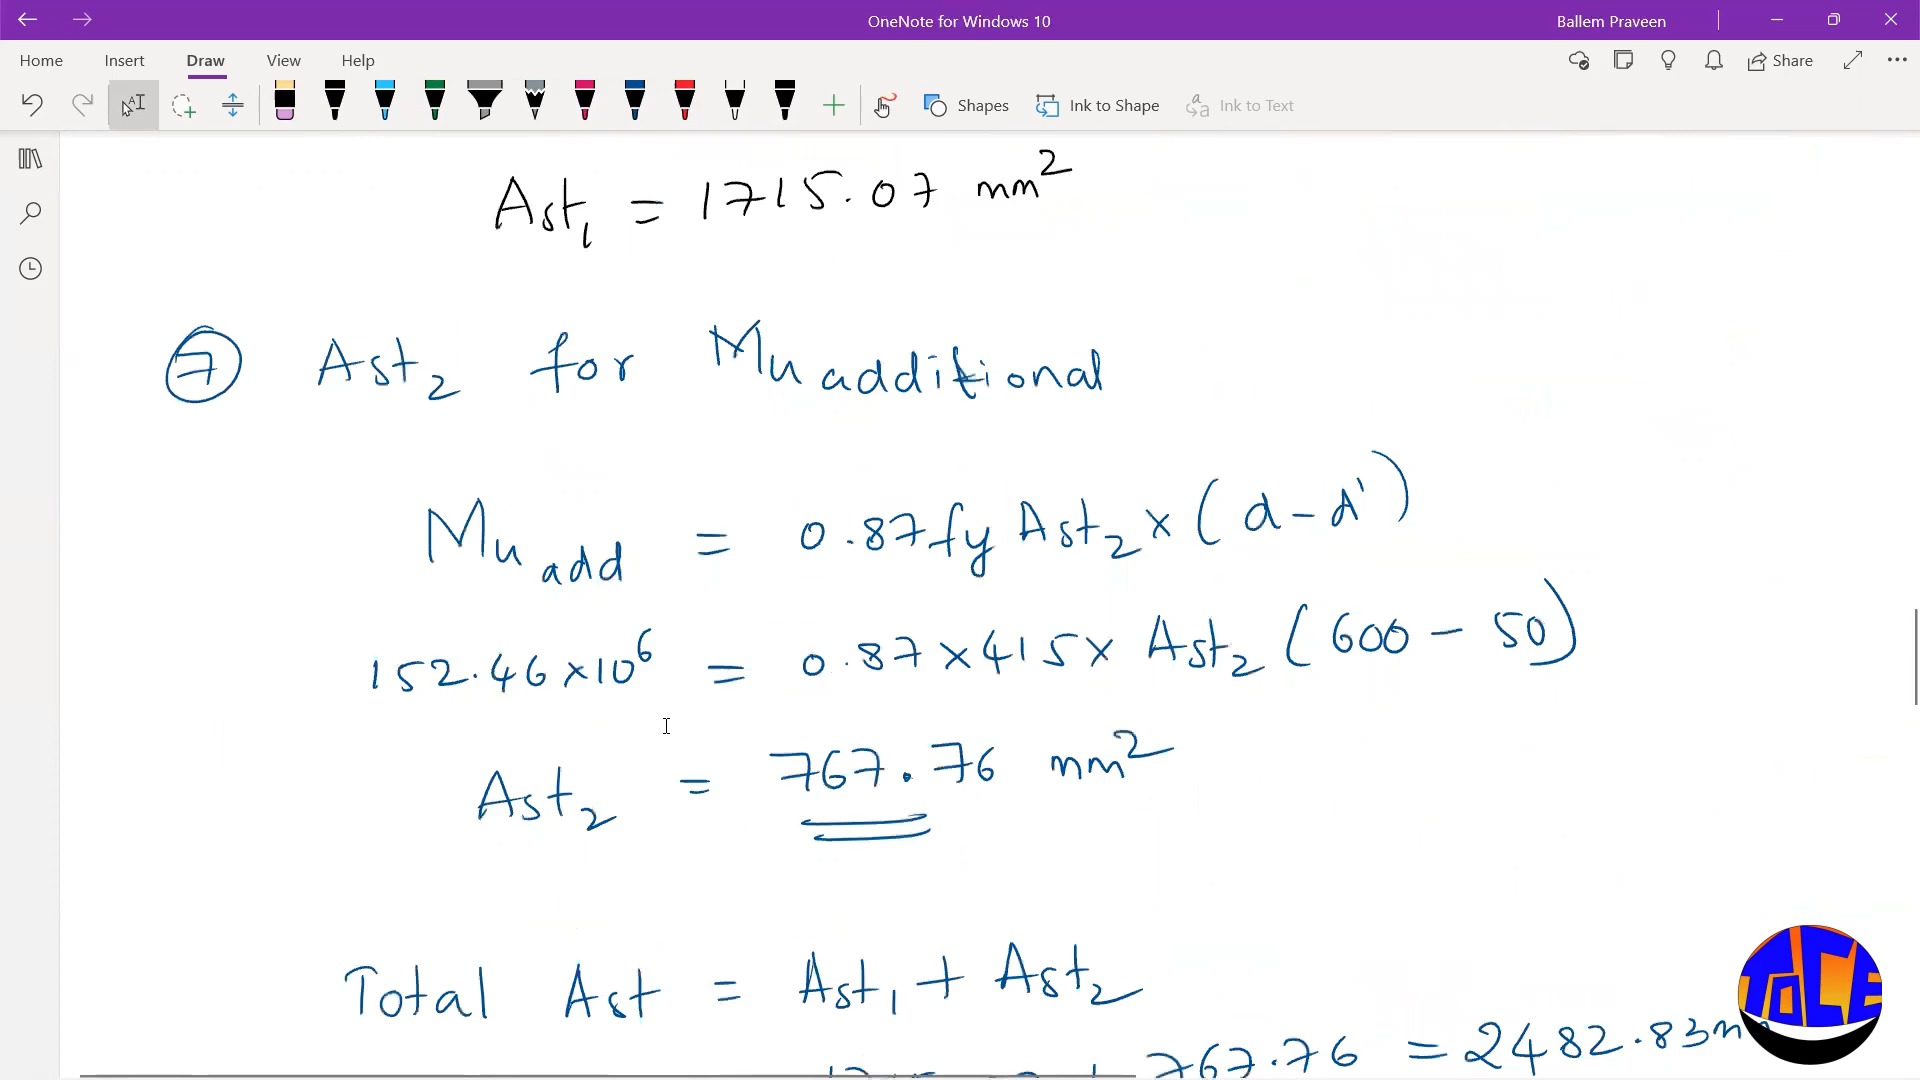 OneNote for Windows 10
Ballem Praveen
Home Insert Draw View Help
Share
Shapes Ink to Shape Ink to Text
Ast₁ = 1715.07 mm²
⑦ Ast₂ for Mu additional
Mu add = 0.87fy Ast₂ × (d - d')
152.46×10⁶ = 0.87×415× Ast₂ (600 - 50)
Ast₂ = 767.76 mm²
Total Ast = Ast₁ + Ast₂
767.76 = 2482.83